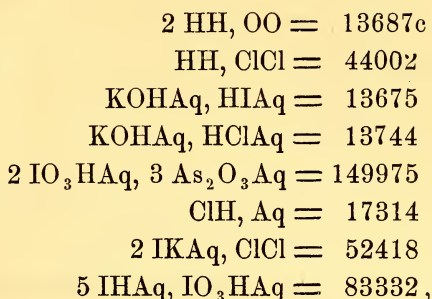 2 HH, OO = 13687c
HH, ClCl = 44002
KOHAq, HIAq = 13675
KOHAq, HClAq = 13744
2 IO₃HAq, 3 As₂O₃Aq = 149975
ClH, Aq = 17314
2 IKAq, ClCl = 52418
5 IHAq, IO₃HAq = 83332,